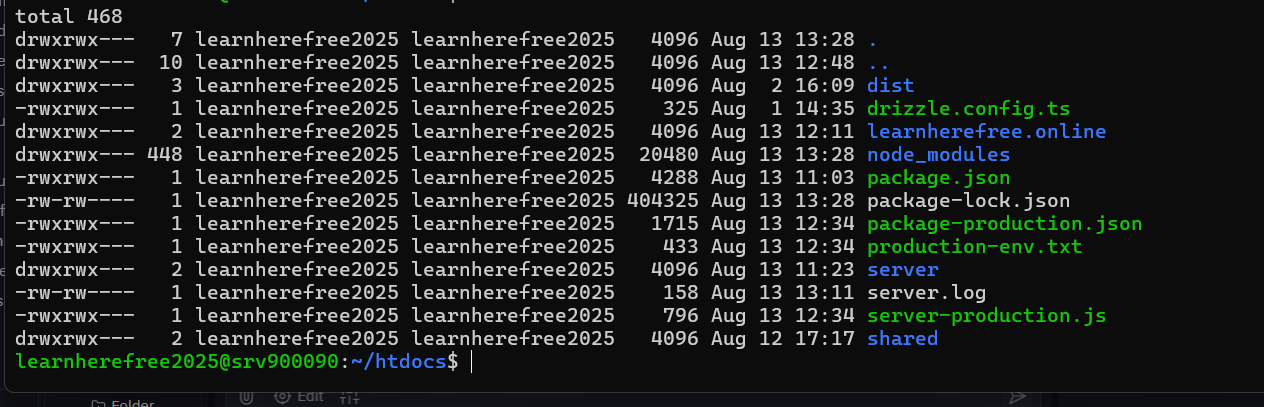 total 468
drwxrwx---   7 learnherefree2025 learnherefree2025   4096 Aug 13 13:28 .
drwxrwx---  10 learnherefree2025 learnherefree2025   4096 Aug 13 12:48 ..
drwxrwx---   3 learnherefree2025 learnherefree2025   4096 Aug  2 16:09 dist
-rwxrwx---   1 learnherefree2025 learnherefree2025    325 Aug  1 14:35 drizzle.config.ts
drwxrwx---   2 learnherefree2025 learnherefree2025   4096 Aug 13 12:11 learnherefree.online
drwxrwx--- 448 learnherefree2025 learnherefree2025  20480 Aug 13 13:28 node_modules
-rwxrwx---   1 learnherefree2025 learnherefree2025   4288 Aug 13 11:03 package.json
-rw-rw----   1 learnherefree2025 learnherefree2025 404325 Aug 13 13:28 package-lock.json
-rwxrwx---   1 learnherefree2025 learnherefree2025   1715 Aug 13 12:34 package-production.json
-rwxrwx---   1 learnherefree2025 learnherefree2025    433 Aug 13 12:34 production-env.txt
drwxrwx---   2 learnherefree2025 learnherefree2025   4096 Aug 13 11:23 server
-rw-rw----   1 learnherefree2025 learnherefree2025    158 Aug 13 13:11 server.log
-rwxrwx---   1 learnherefree2025 learnherefree2025    796 Aug 13 12:34 server-production.js
drwxrwx---   2 learnherefree2025 learnherefree2025   4096 Aug 12 17:17 shared
learnherefree2025@srv900090:~/htdocs$
Folder
Edit